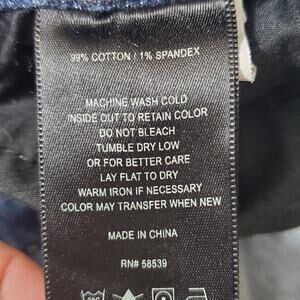 99% COTTON / 1% SPANDEX
MACHINE WASH COLD
INSIDE OUT TO RETAIN COLOR
DO NOT BLEACH
TUMBLE DRY LOW
OR FOR BETTER CARE
LAY FLAT TO DRY
WARM IRON IF NECESSARY
COLOR MAY TRANSFER WHEN NEW
MADE IN CHINA
RN# 58539